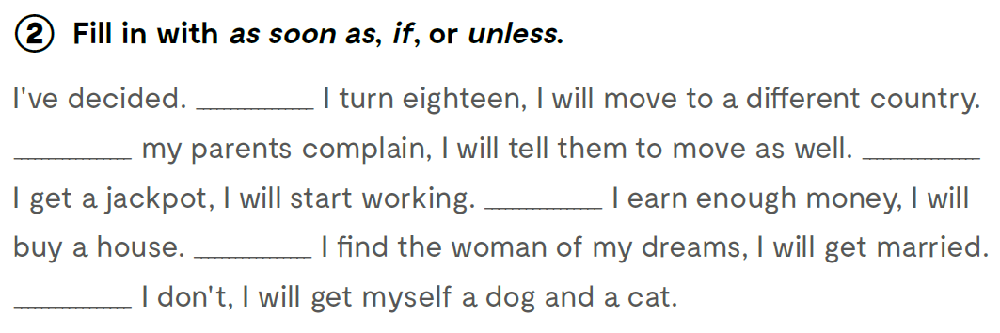 ② Fill in with as soon as, if, or unless.
I've decided. ________ I turn eighteen, I will move to a different country.
________ my parents complain, I will tell them to move as well. ________
I get a jackpot, I will start working. ________ I earn enough money, I will
buy a house. ________ I find the woman of my dreams, I will get married.
________ I don't, I will get myself a dog and a cat.